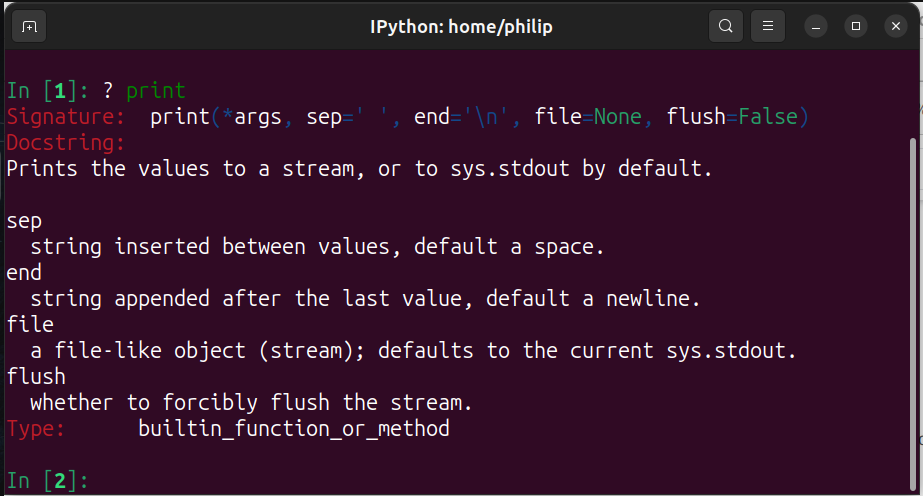 IPython: home/philip
In [1]: ? print
Signature:  print(*args, sep=' ', end='\n', file=None, flush=False)
Docstring:
Prints the values to a stream, or to sys.stdout by default.

sep
  string inserted between values, default a space.
end
  string appended after the last value, default a newline.
file
  a file-like object (stream); defaults to the current sys.stdout.
flush
  whether to forcibly flush the stream.
Type:      builtin_function_or_method

In [2]: